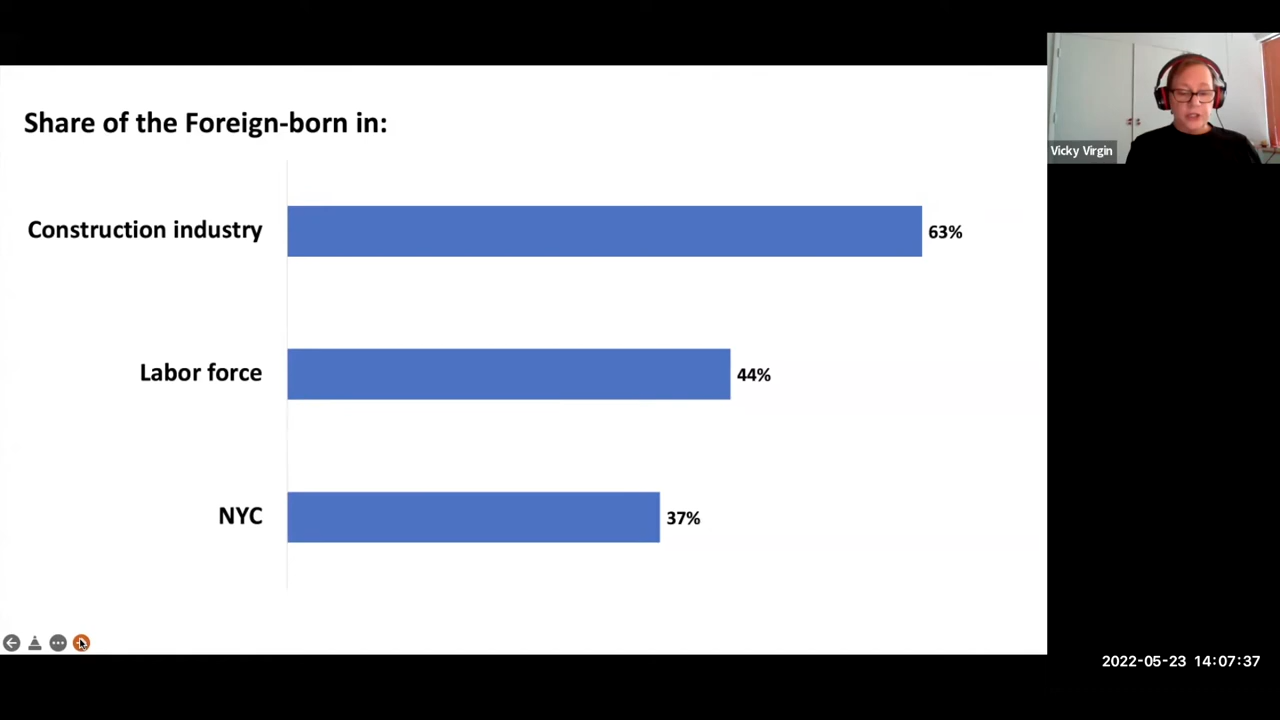 Share of the Foreign-born in:
Construction industry
63%
Labor force
44%
NYC
37%
Vicky Virgin
2022-05-23 14:07:37